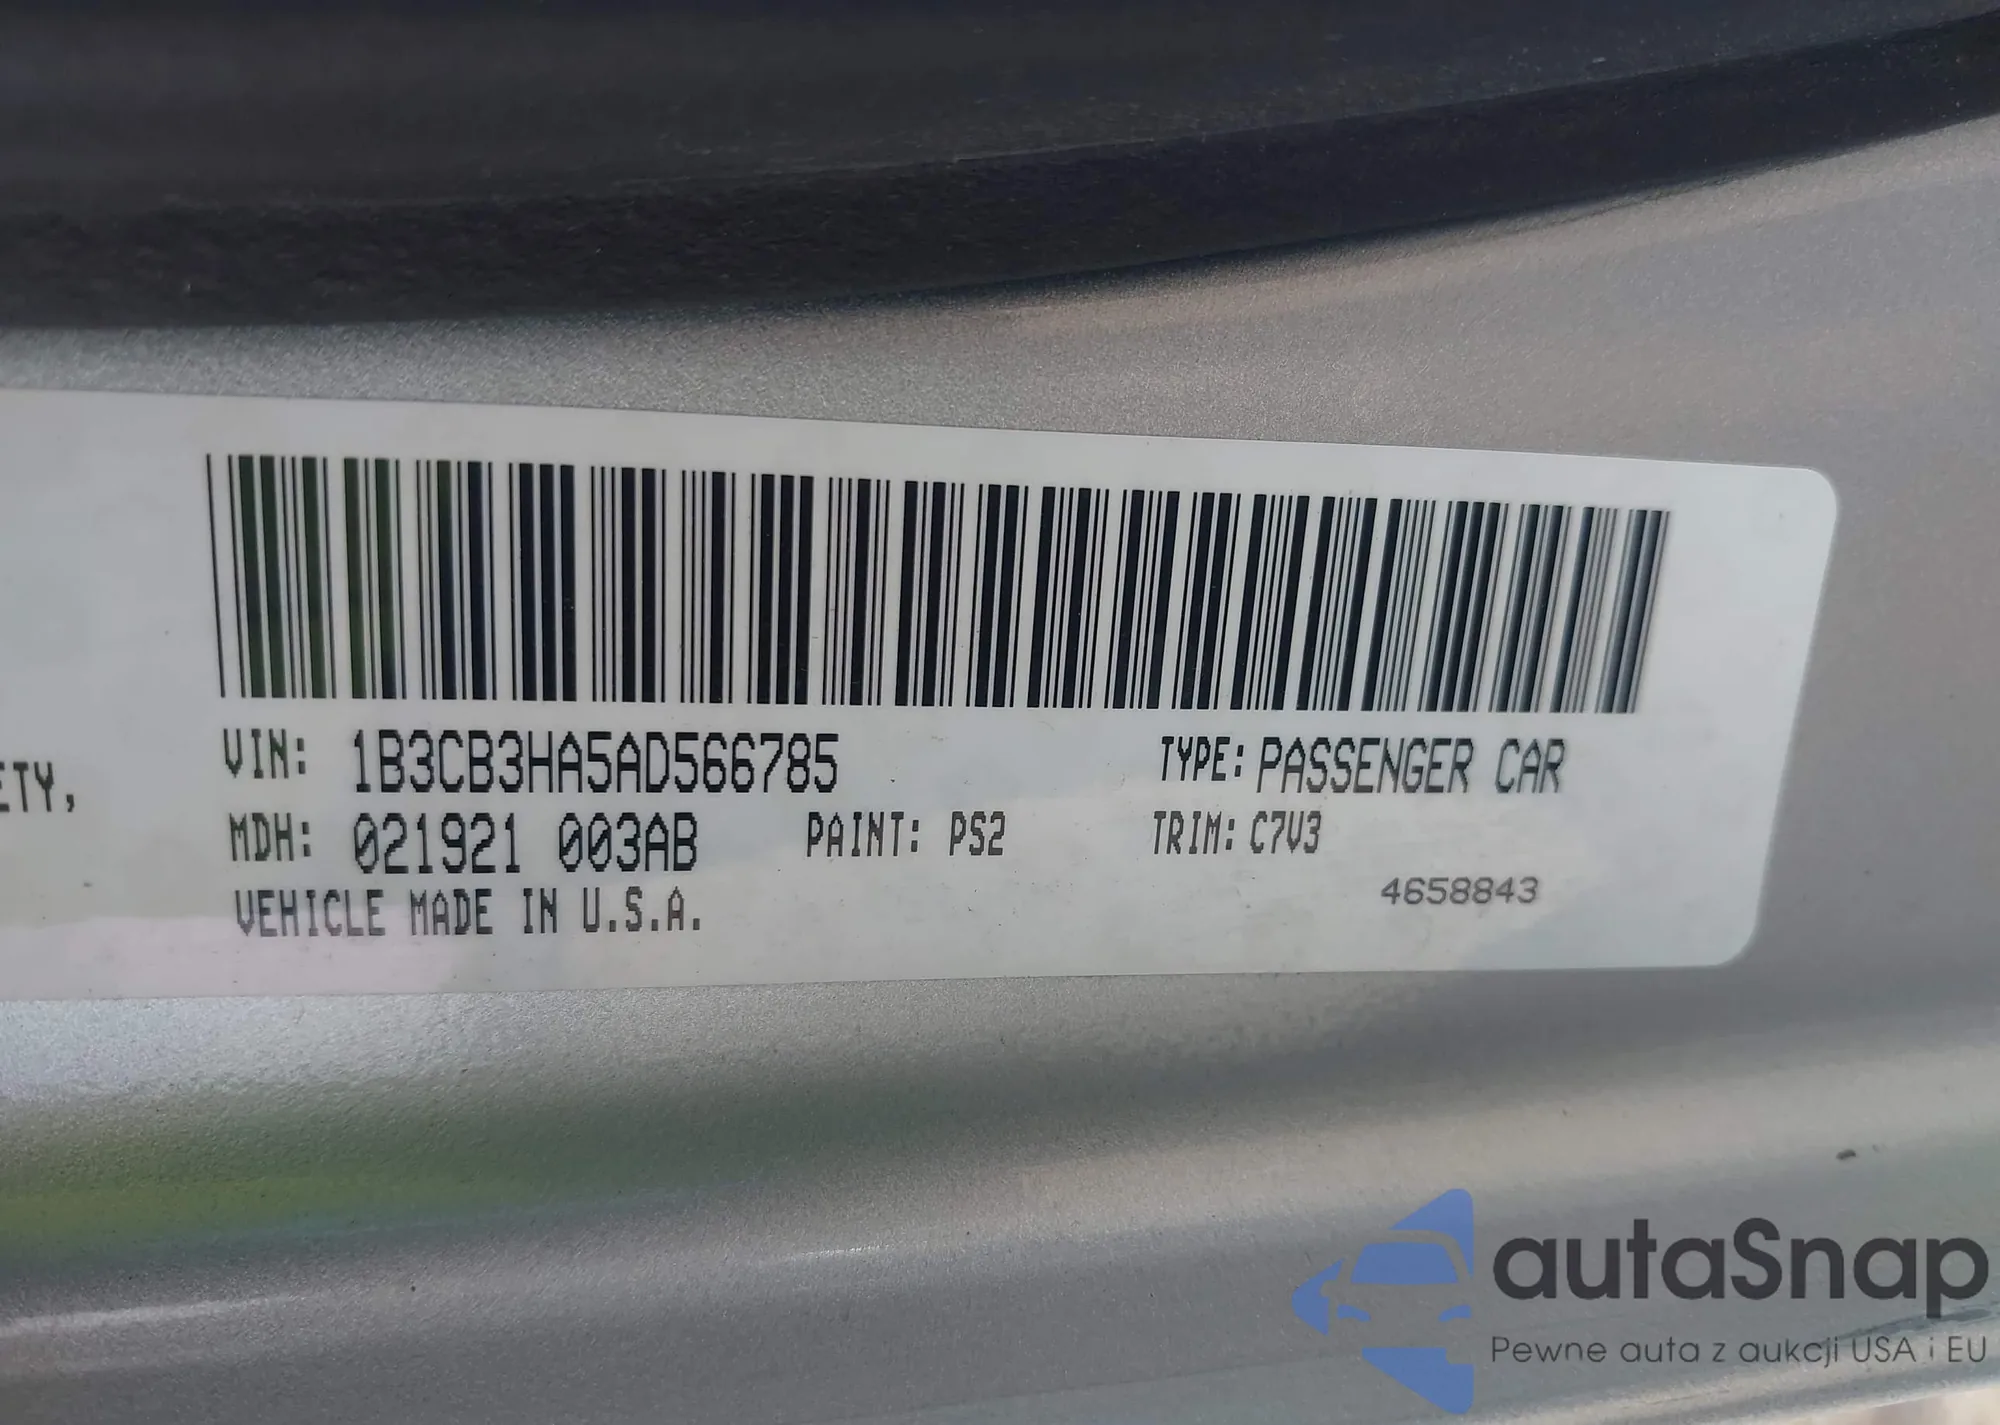 ETY,
VIN: 1B3CB3HA5AD566785 TYPE: PASSENGER CAR
MDH: 021921 003AB PAINT: PS2 TRIM: C7V3
VEHICLE MADE IN U.S.A. 4658843
autaSnap
Pewne auta z aukcji USA i EU